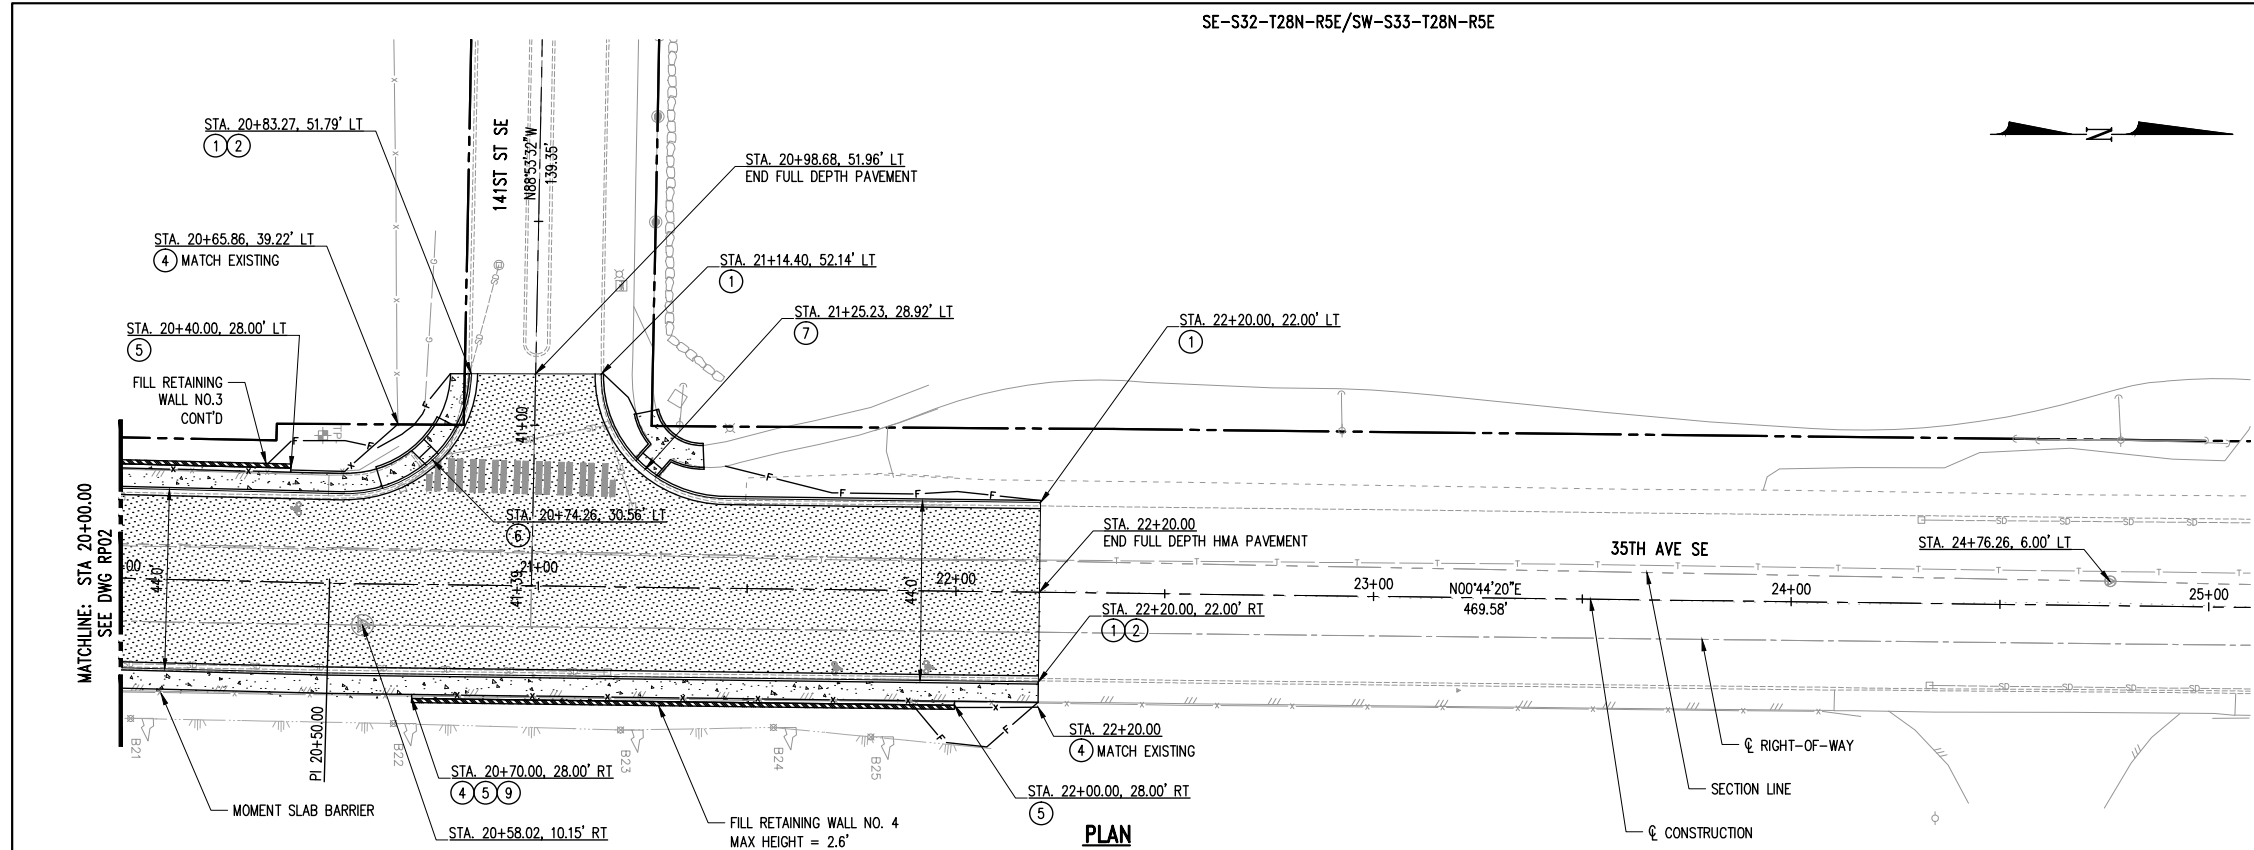 SE-S32-T28N-R5E/SW-S33-T28N-R5E
STA. 20+83.27, 51.79' LT
1 2
141ST ST SE
N88°53'32"W
139.35'
STA. 20+98.68, 51.96' LT
END FULL DEPTH PAVEMENT
N
STA. 20+65.86, 39.22' LT
4 MATCH EXISTING
STA. 21+14.40, 52.14' LT
1
STA. 20+40.00, 28.00' LT
5
STA. 21+25.23, 28.92' LT
7
STA. 22+20.00, 22.00' LT
1
FILL RETAINING
WALL NO.3
CONT'D
TP
41+00
MATCHLINE: STA 20+00.00
SEE DWG RP02
STA. 20+74.26, 30.56' LT
6
STA. 22+20.00
END FULL DEPTH HMA PAVEMENT
35TH AVE SE
STA. 24+76.26, 6.00' LT
00
44.0'
21+00
41+39
22+00
44.0'
23+00
N00°44'20"E
469.58'
24+00
25+00
STA. 22+20.00, 22.00' RT
1 2
PI 20+50.00
B21
B22
B23
B24
B25
STA. 22+20.00
4 MATCH EXISTING
℄ RIGHT-OF-WAY
SECTION LINE
℄ CONSTRUCTION
STA. 20+70.00, 28.00' RT
4 5 9
STA. 22+00.00, 28.00' RT
5
MOMENT SLAB BARRIER
STA. 20+58.02, 10.15' RT
FILL RETAINING WALL NO. 4
MAX HEIGHT = 2.6'
PLAN